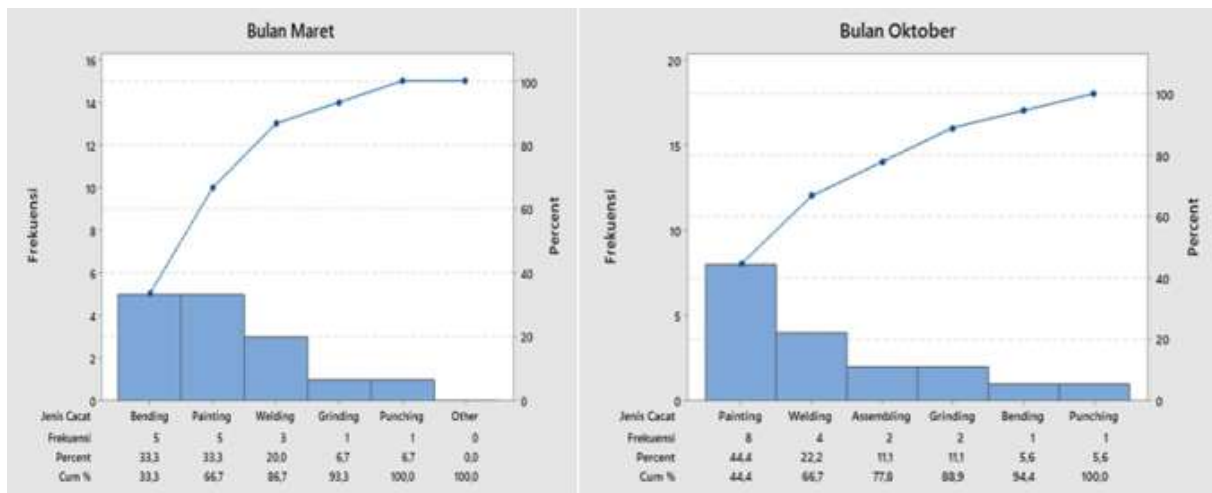 Bulan Maret
16
14
12
10
8
6
4
2
0
Frekuensi
100
80
60
40
20
0
Percent
Jenis Cacat Bending Painting Welding Grinding Punching Other
Frekuensi 5 5 3 1 1 0
Percent 33,3 33,3 20,0 6,7 6,7 0,0
Cum % 33,3 66,7 86,7 93,3 100,0 100,0
Bulan Oktober
20
15
10
5
0
Frekuensi
100
80
60
40
20
0
Percent
Jenis Cacat Painting Welding Assembling Grinding Bending Punching
Frekuensi 8 4 2 2 1 1
Percent 44,4 22,2 11,1 11,1 5,6 5,6
Cum % 44,4 66,7 77,8 88,9 94,4 100,0